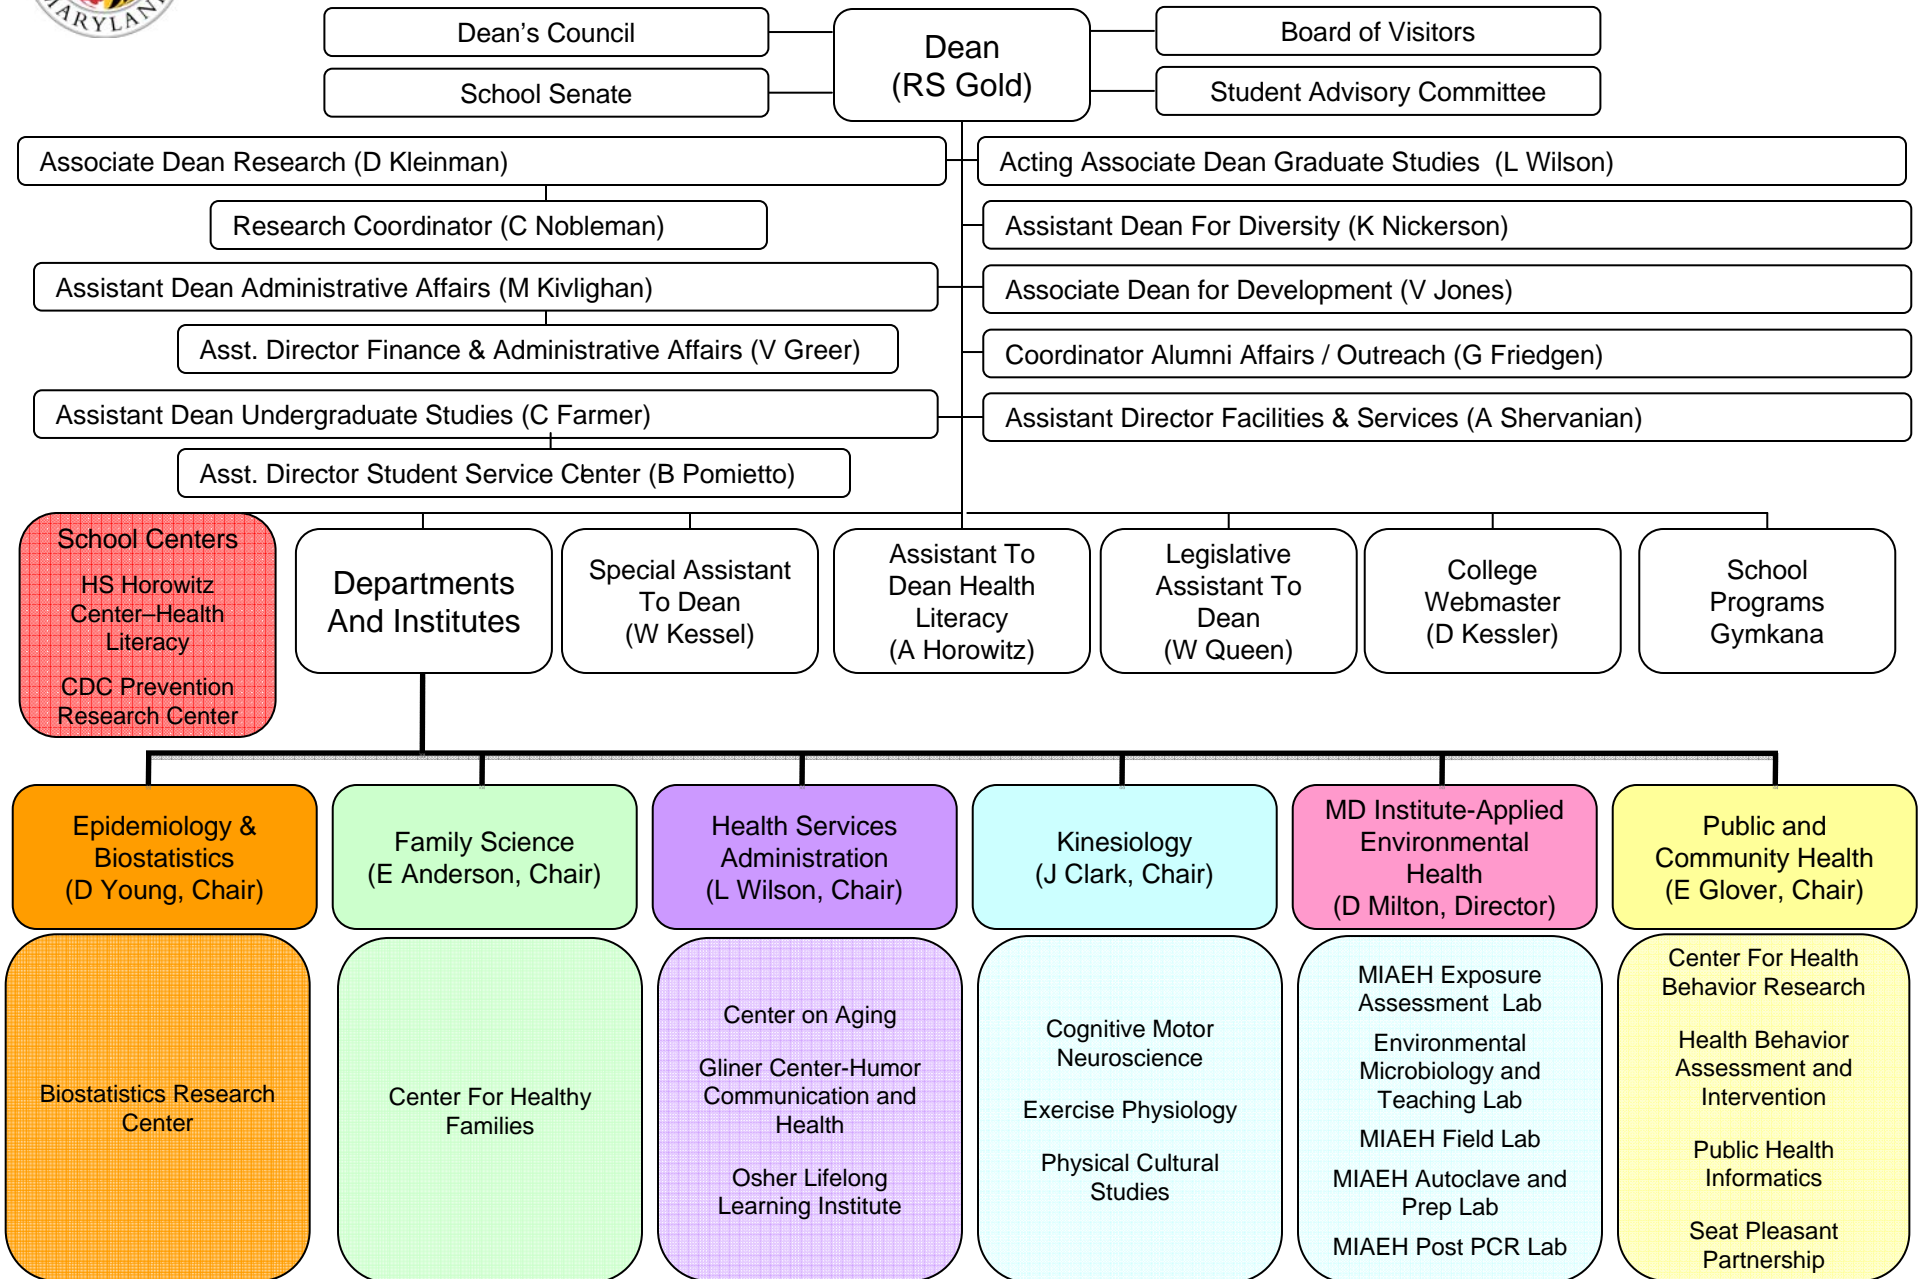 MARYLAND
Dean's Council
School Senate
Dean
(RS Gold)
Board of Visitors
Student Advisory Committee
Associate Dean Research (D Kleinman)
Acting Associate Dean Graduate Studies (L Wilson)
Research Coordinator (C Nobleman)
Assistant Dean For Diversity (K Nickerson)
Assistant Dean Administrative Affairs (M Kivlighan)
Associate Dean for Development (V Jones)
Asst. Director Finance & Administrative Affairs (V Greer)
Coordinator Alumni Affairs / Outreach (G Friedgen)
Assistant Dean Undergraduate Studies (C Farmer)
Assistant Director Facilities & Services (A Shervanian)
Asst. Director Student Service Center (B Pomietto)
School Centers
HS Horowitz
Center–Health
Literacy
CDC Prevention
Research Center
Departments
And Institutes
Special Assistant
To Dean
(W Kessel)
Assistant To
Dean Health
Literacy
(A Horowitz)
Legislative
Assistant To
Dean
(W Queen)
College
Webmaster
(D Kessler)
School
Programs
Gymkana
Epidemiology &
Biostatistics
(D Young, Chair)
Family Science
(E Anderson, Chair)
Health Services
Administration
(L Wilson, Chair)
Kinesiology
(J Clark, Chair)
MD Institute-Applied
Environmental
Health
(D Milton, Director)
Public and
Community Health
(E Glover, Chair)
Biostatistics Research
Center
Center For Healthy
Families
Center on Aging
Gliner Center-Humor
Communication and
Health
Osher Lifelong
Learning Institute
Cognitive Motor
Neuroscience
Exercise Physiology
Physical Cultural
Studies
MIAEH Exposure
Assessment Lab
Environmental
Microbiology and
Teaching Lab
MIAEH Field Lab
MIAEH Autoclave and
Prep Lab
MIAEH Post PCR Lab
Center For Health
Behavior Research
Health Behavior
Assessment and
Intervention
Public Health
Informatics
Seat Pleasant
Partnership